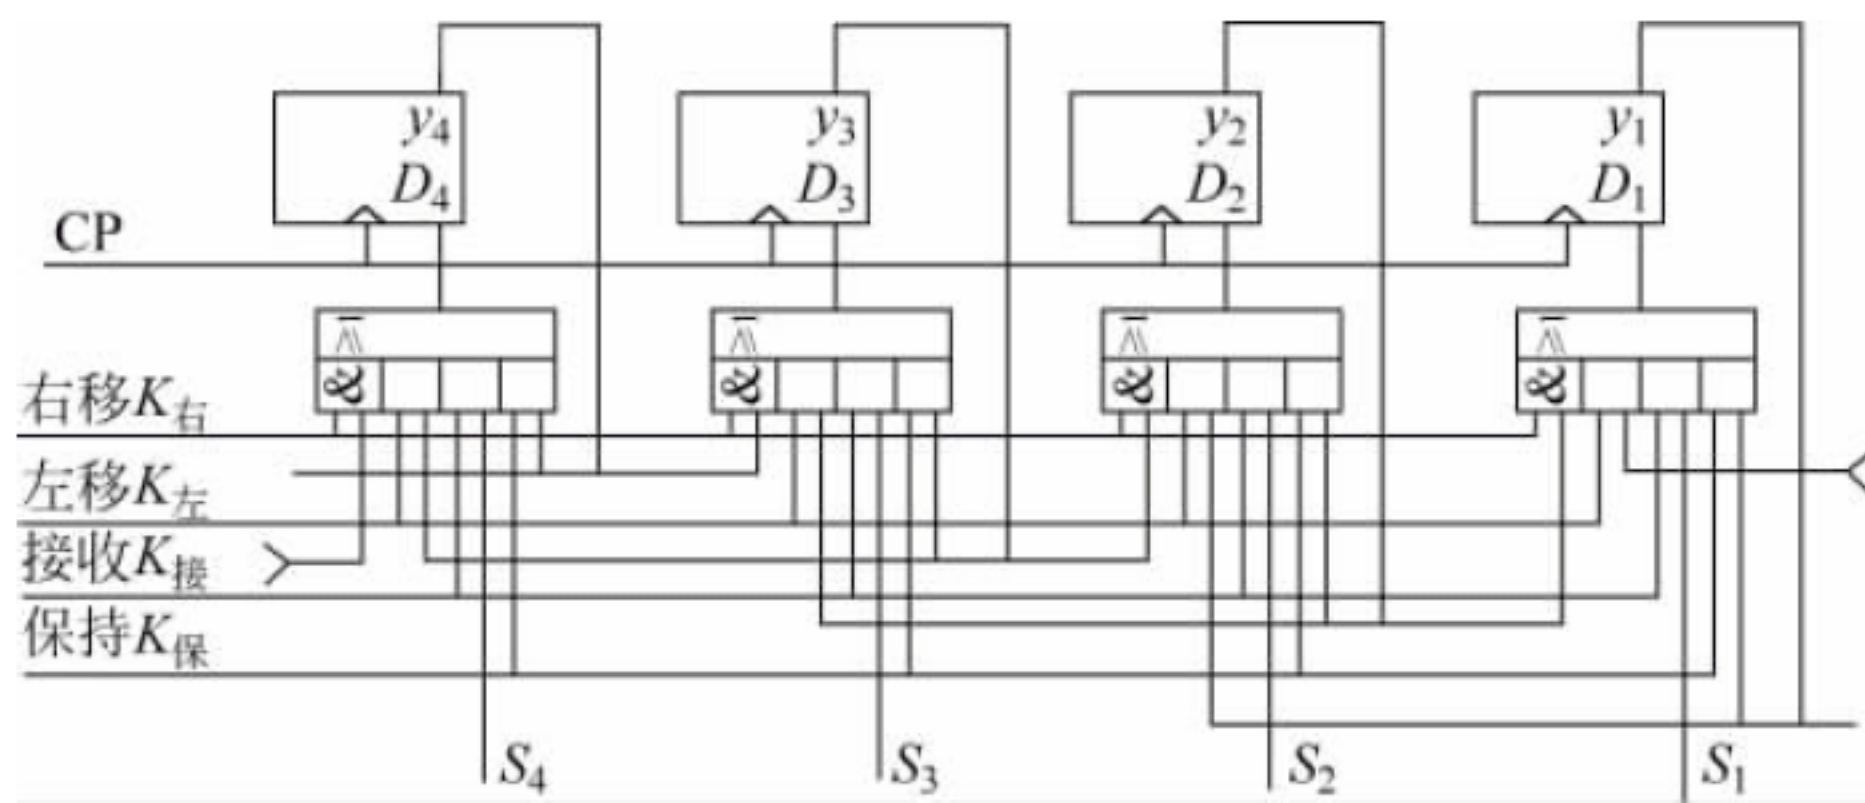 y4 y3 y2 y1
D4 D3 D2 D1
CP
≥1 ≥1 ≥1 ≥1
& & & &
右移K右
左移K左
接收K接
保持K保
S4 S3 S2 S1